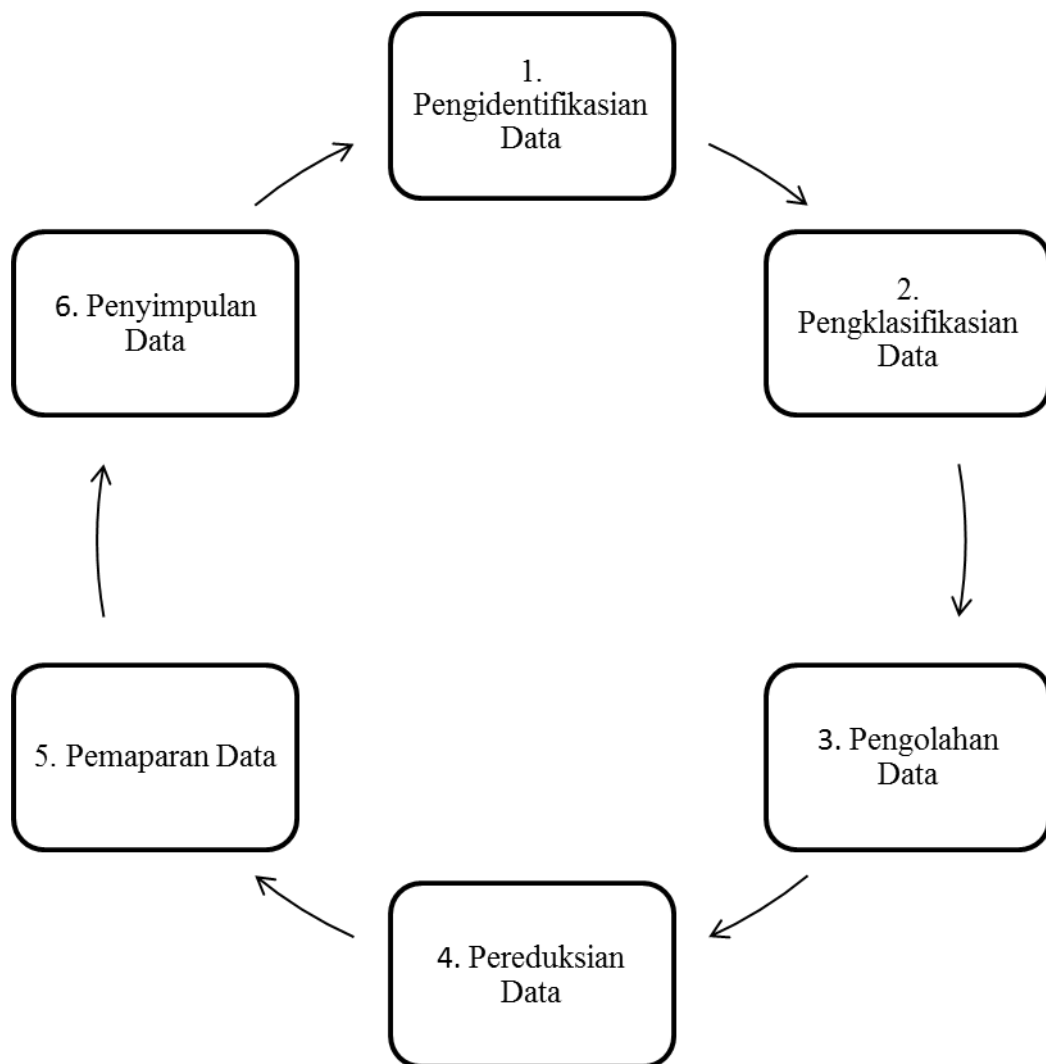 1.
Pengidentifikasian
Data
2.
Pengklasifikasian
Data
3. Pengolahan
Data
4. Pereduksian
Data
5. Pemaparan Data
6. Penyimpulan
Data